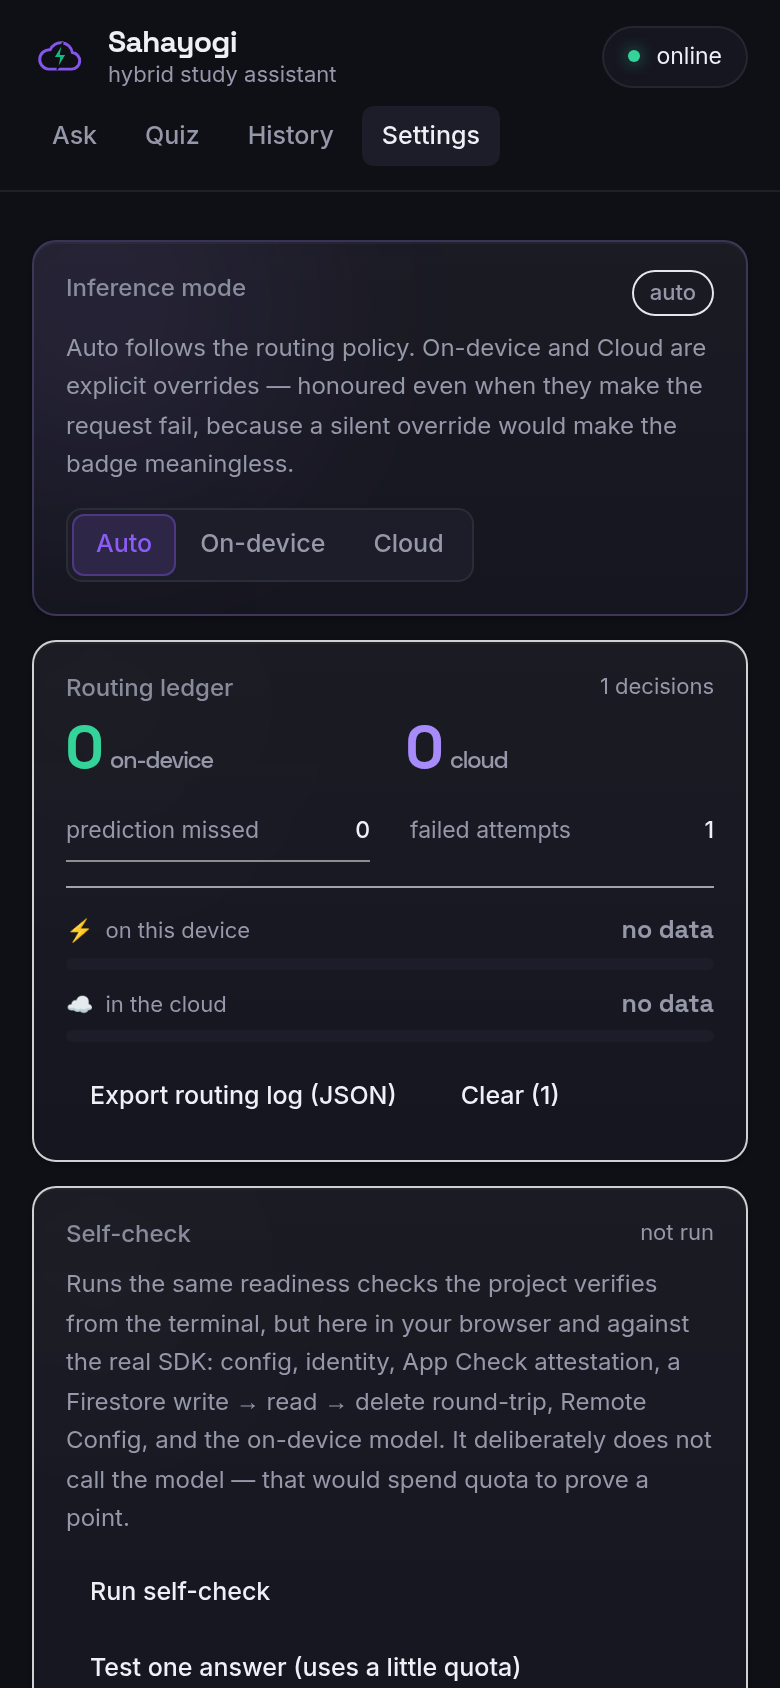 Sahayogi
hybrid study assistant
online
Ask Quiz History Settings
Inference mode
auto
Auto follows the routing policy. On-device and Cloud are
explicit overrides — honoured even when they make the
request fail, because a silent override would make the
badge meaningless.
Auto On-device Cloud
Routing ledger
1 decisions
0 on-device 0 cloud
prediction missed 0 failed attempts 1
⚡ on this device no data
☁️ in the cloud no data
Export routing log (JSON) Clear (1)
Self-check
not run
Runs the same readiness checks the project verifies
from the terminal, but here in your browser and against
the real SDK: config, identity, App Check attestation, a
Firestore write → read → delete round-trip, Remote
Config, and the on-device model. It deliberately does not
call the model — that would spend quota to prove a
point.
Run self-check
Test one answer (uses a little quota)